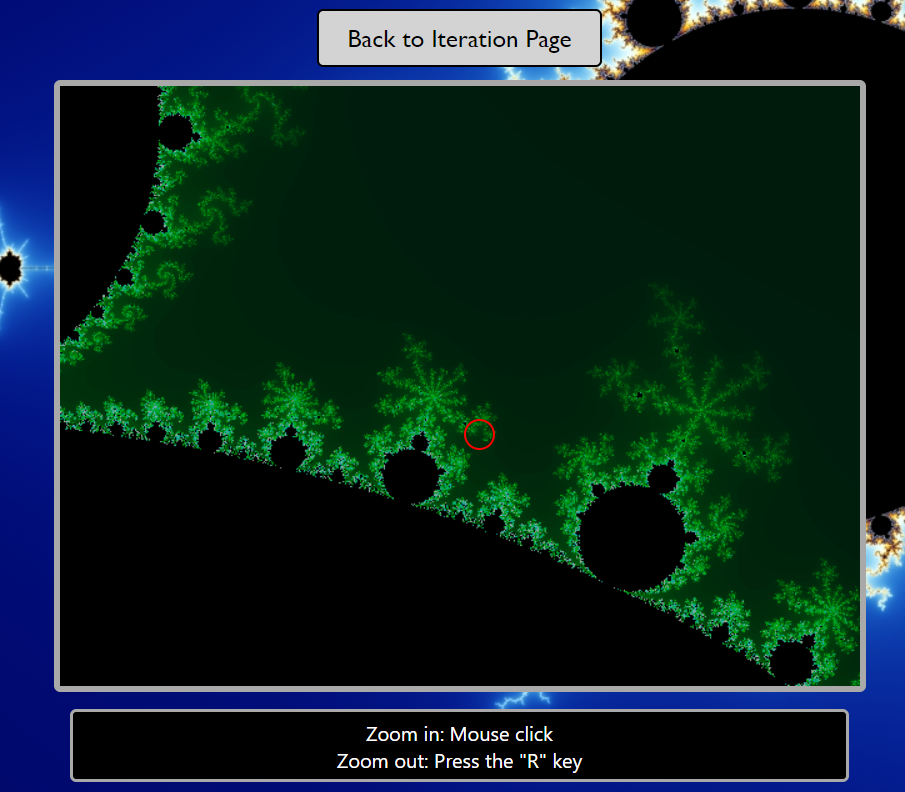 Back to Iteration Page
Zoom in: Mouse click
Zoom out: Press the "R" key